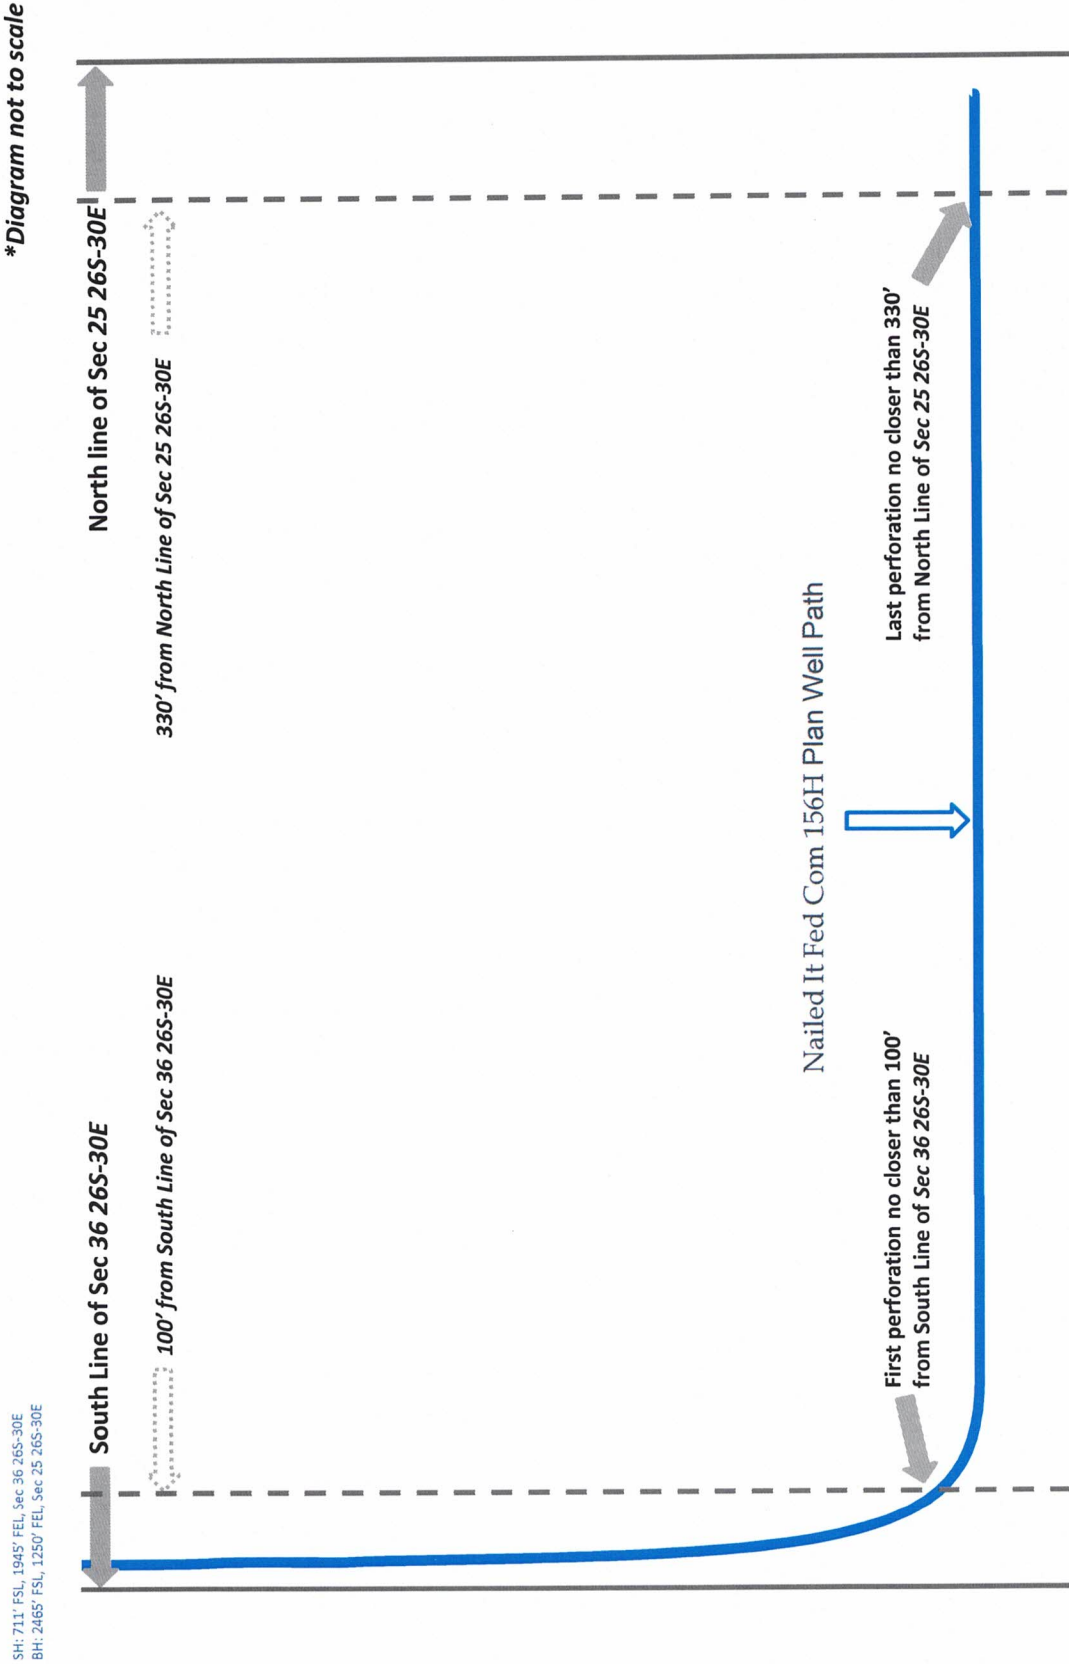 SH: 711' FSL, 1945' FEL, Sec 36 26S-30E
BH: 2465' FSL, 1250' FEL, Sec 25 26S-30E
*Diagram not to scale
South Line of Sec 36 26S-30E
North line of Sec 25 26S-30E
100' from South Line of Sec 36 26S-30E
330' from North Line of Sec 25 26S-30E
Nailed It Fed Com 156H Plan Well Path
First perforation no closer than 100'
from South Line of Sec 36 26S-30E
Last perforation no closer than 330'
from North Line of Sec 25 26S-30E